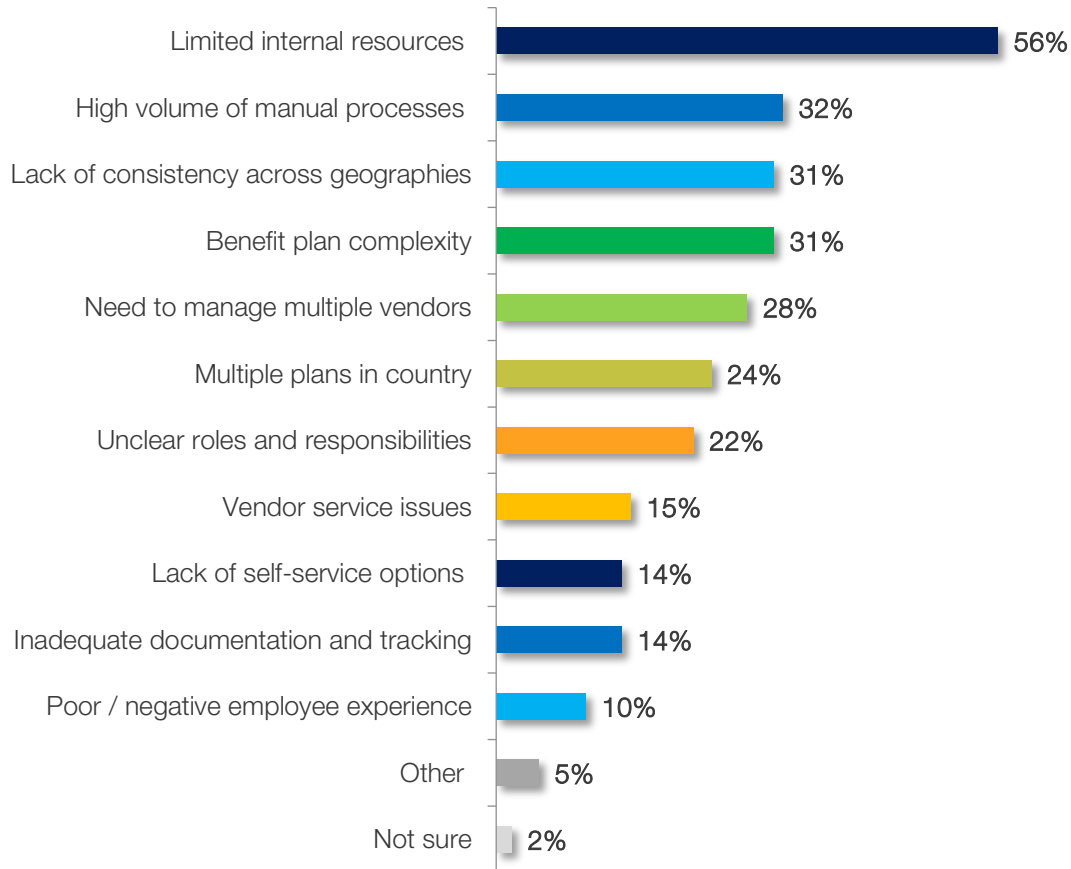 Limited internal resources 56%
High volume of manual processes 32%
Lack of consistency across geographies 31%
Benefit plan complexity 31%
Need to manage multiple vendors 28%
Multiple plans in country 24%
Unclear roles and responsibilities 22%
Vendor service issues 15%
Lack of self-service options 14%
Inadequate documentation and tracking 14%
Poor / negative employee experience 10%
Other 5%
Not sure 2%